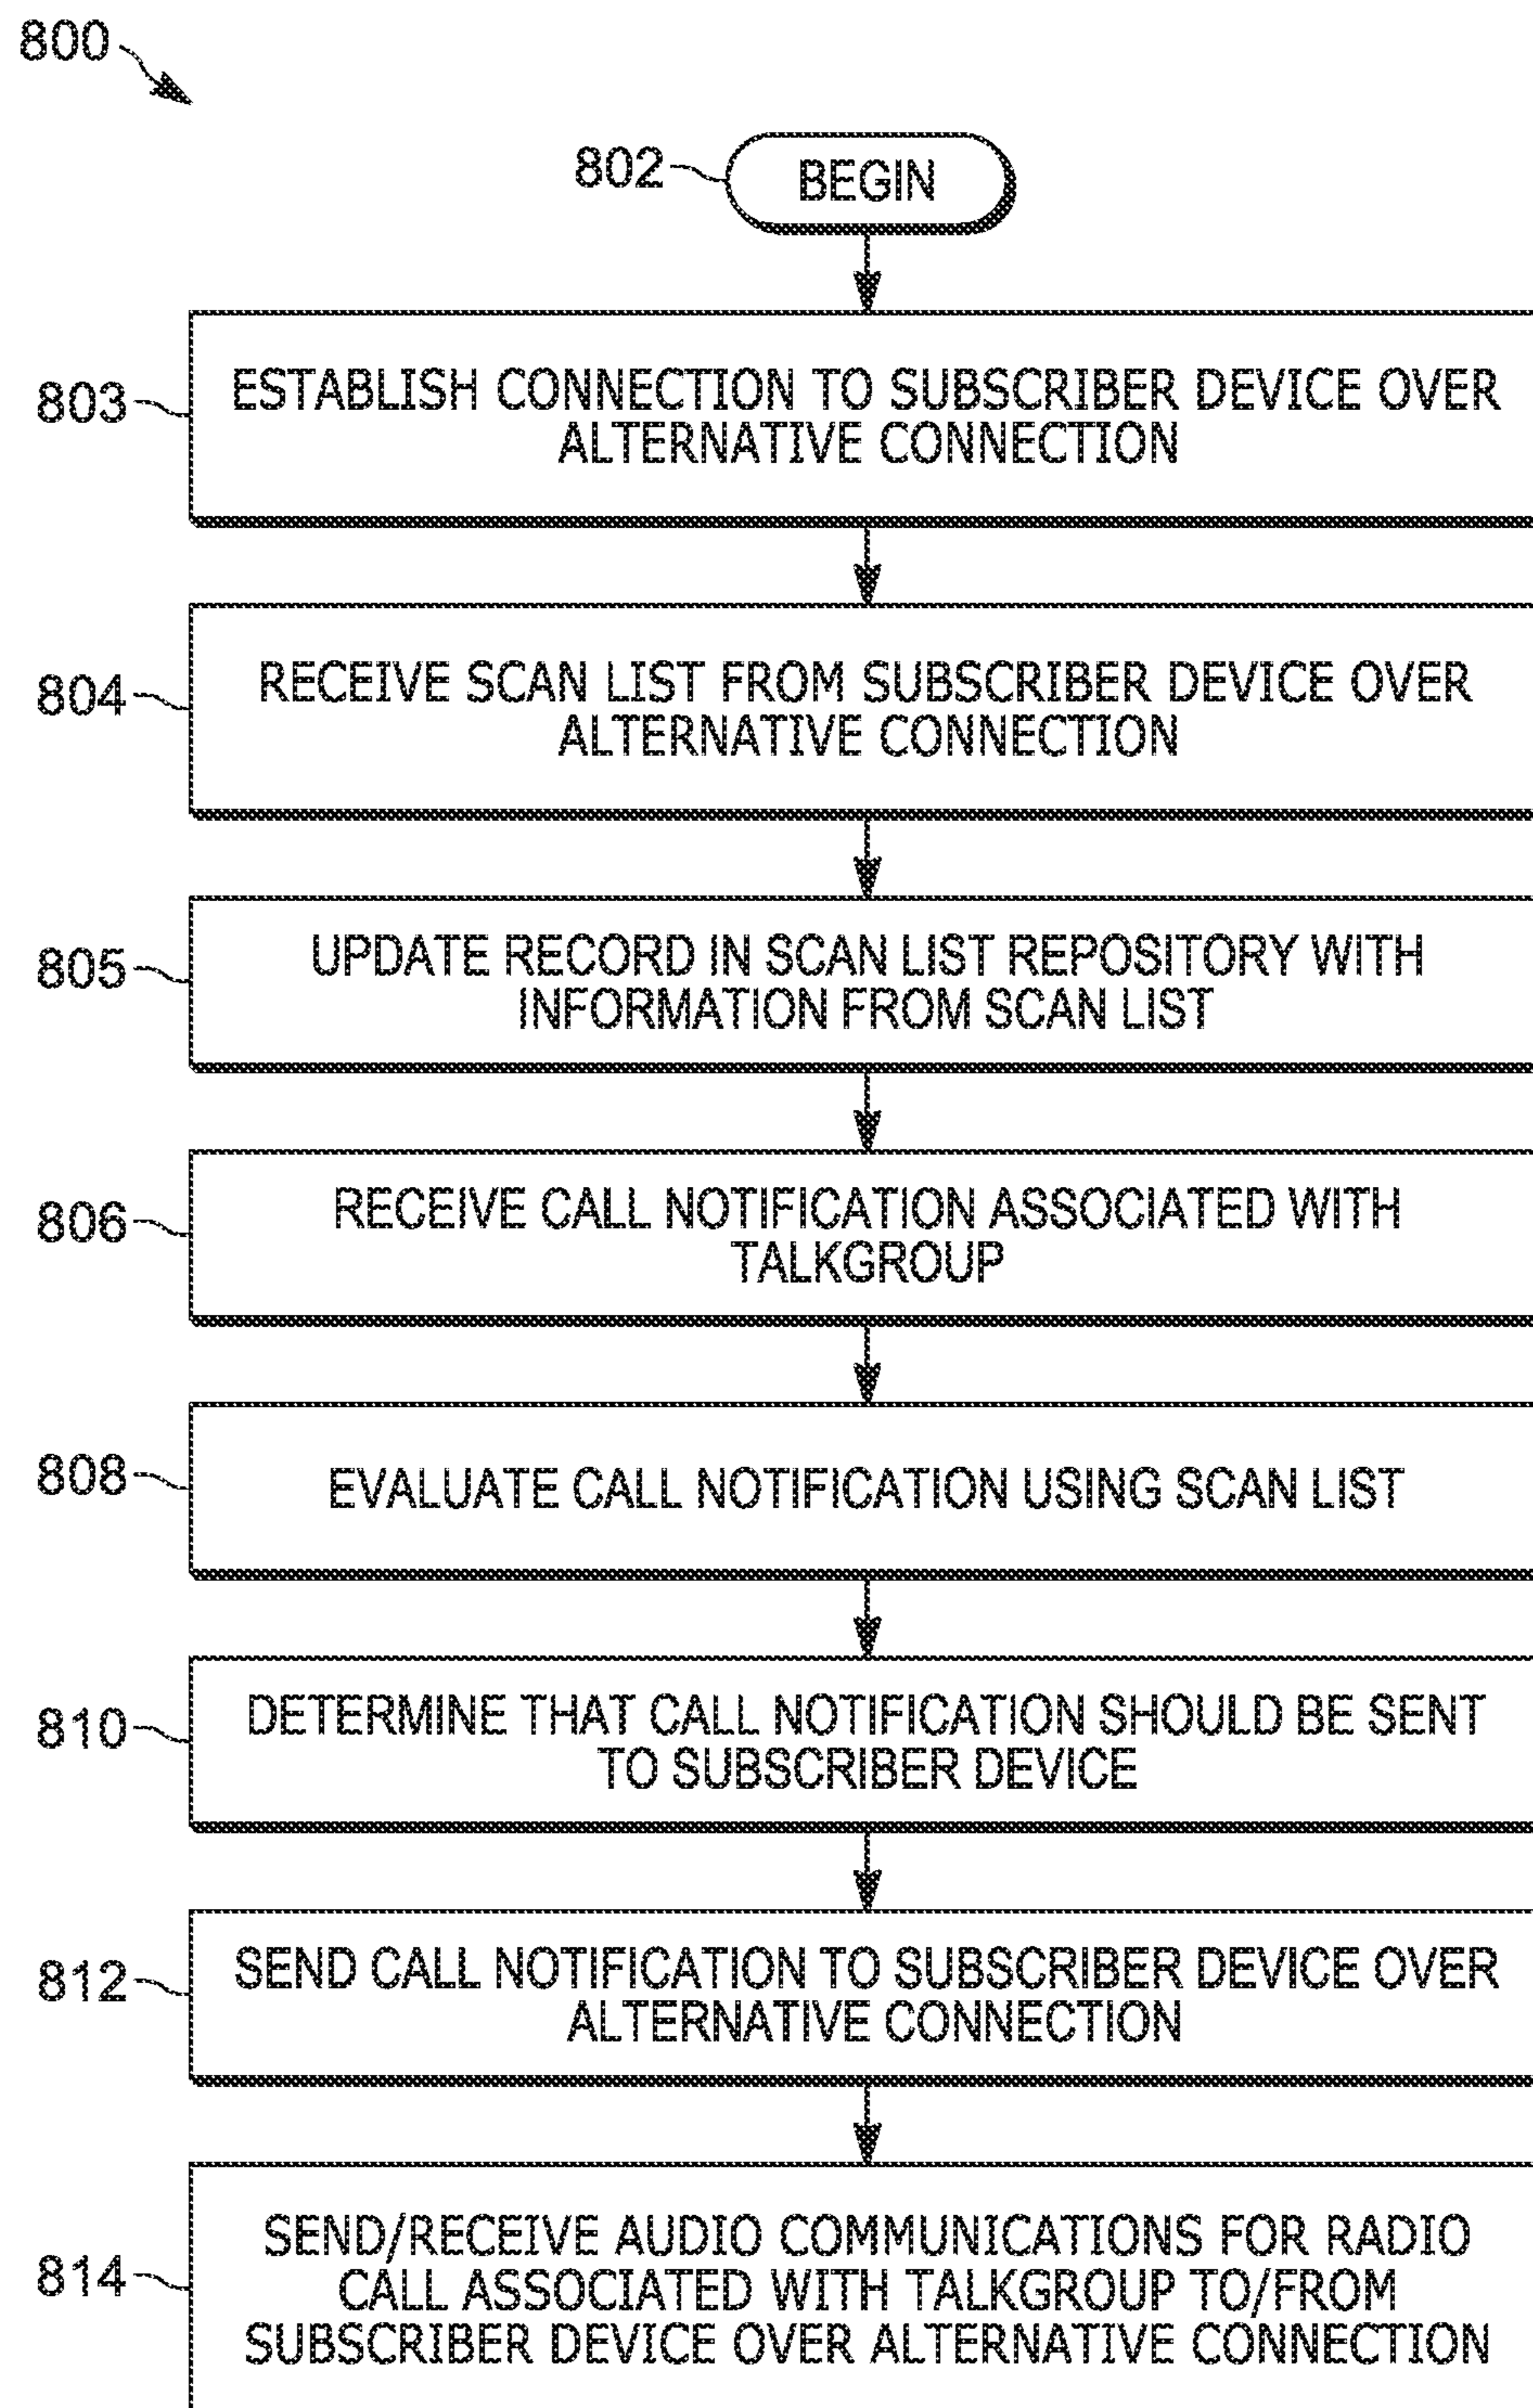 800
802
BEGIN
803
ESTABLISH CONNECTION TO SUBSCRIBER DEVICE OVER
ALTERNATIVE CONNECTION
804
RECEIVE SCAN LIST FROM SUBSCRIBER DEVICE OVER
ALTERNATIVE CONNECTION
805
UPDATE RECORD IN SCAN LIST REPOSITORY WITH
INFORMATION FROM SCAN LIST
806
RECEIVE CALL NOTIFICATION ASSOCIATED WITH
TALKGROUP
808
EVALUATE CALL NOTIFICATION USING SCAN LIST
810
DETERMINE THAT CALL NOTIFICATION SHOULD BE SENT
TO SUBSCRIBER DEVICE
812
SEND CALL NOTIFICATION TO SUBSCRIBER DEVICE OVER
ALTERNATIVE CONNECTION
814
SEND/RECEIVE AUDIO COMMUNICATIONS FOR RADIO
CALL ASSOCIATED WITH TALKGROUP TO/FROM
SUBSCRIBER DEVICE OVER ALTERNATIVE CONNECTION